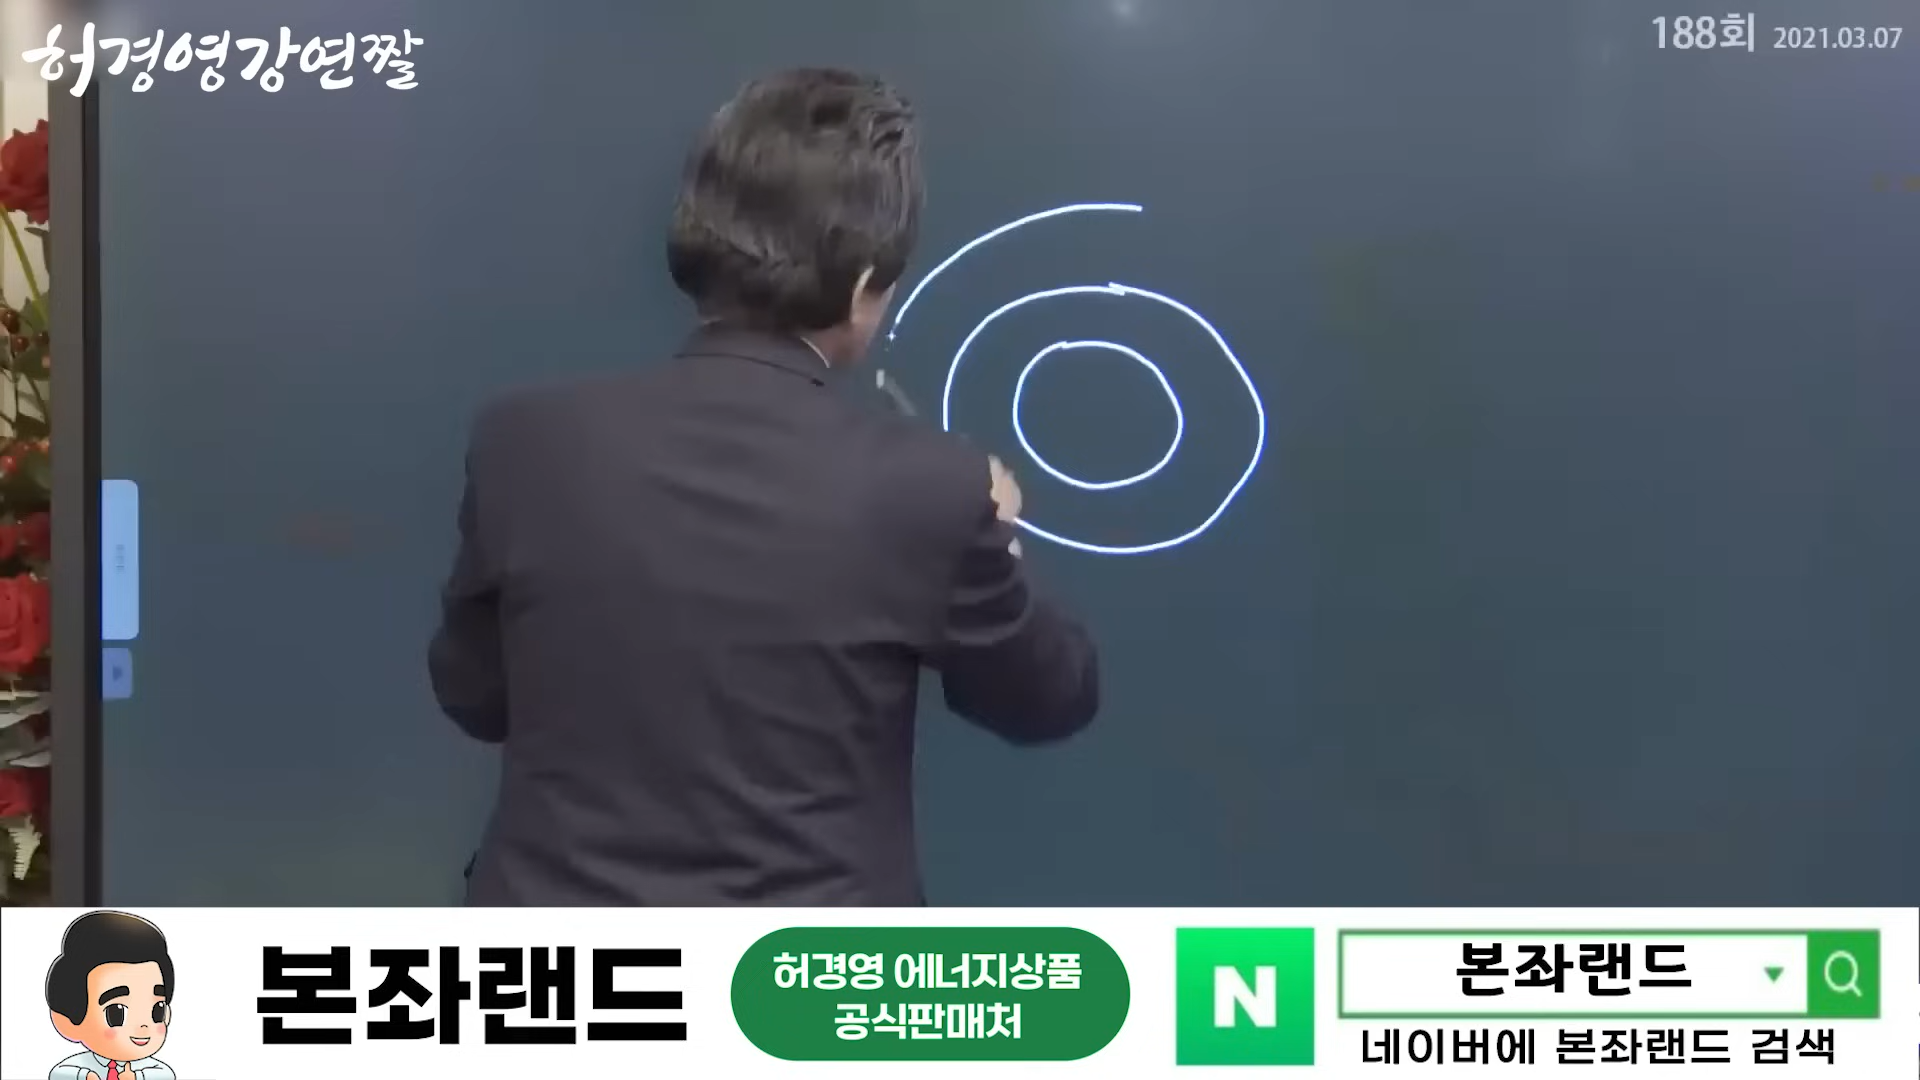 허경영강연짤
188회 2021.03.07
본좌랜드
허경영 에너지상품
공식판매처
N
본좌랜드
네이버에 본좌랜드 검색